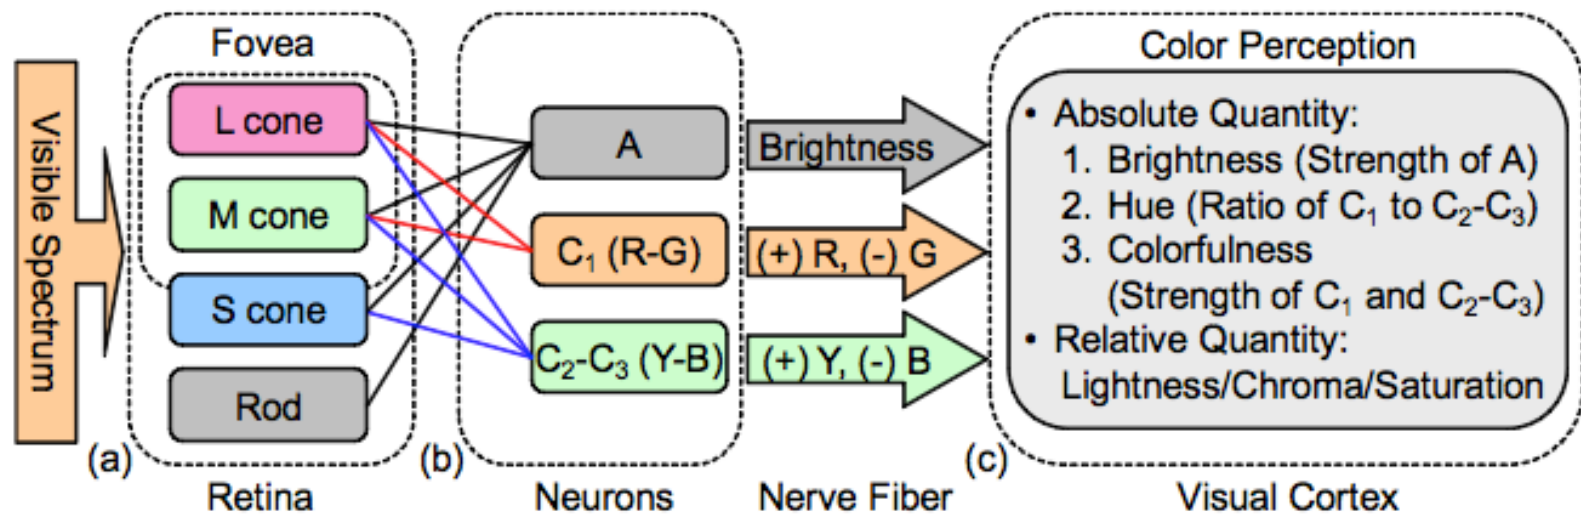 Visible Spectrum
(a)
Fovea
L cone
M cone
S cone
Rod
Retina
(b)
A
C₁ (R-G)
C₂-C₃ (Y-B)
Neurons
Brightness
(+) R, (-) G
(+) Y, (-) B
Nerve Fiber
(c)
Color Perception
• Absolute Quantity:
1. Brightness (Strength of A)
2. Hue (Ratio of C₁ to C₂-C₃)
3. Colorfulness
(Strength of C₁ and C₂-C₃)
• Relative Quantity:
Lightness/Chroma/Saturation
Visual Cortex